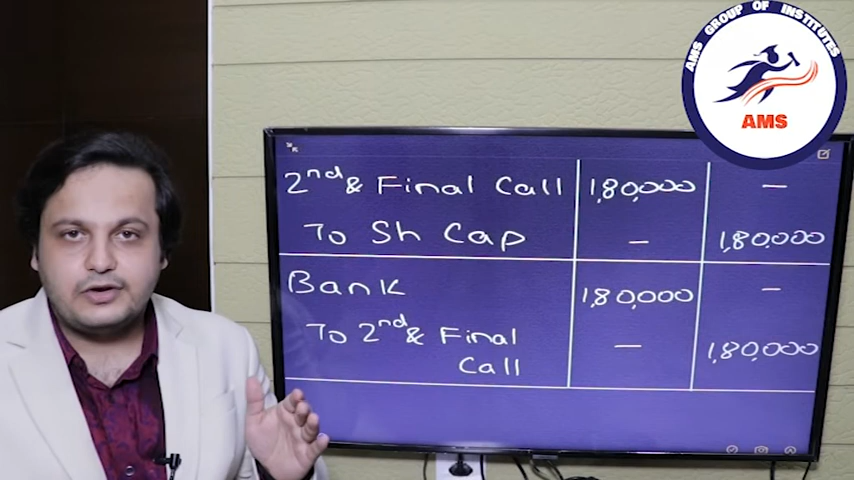 AMS GROUP OF INSTITUTES
AMS
2nd & Final Call 1,80,000 —
To Sh Cap — 1,80,000
Bank 1,80,000 —
To 2nd & Final — 1,80,000
Call